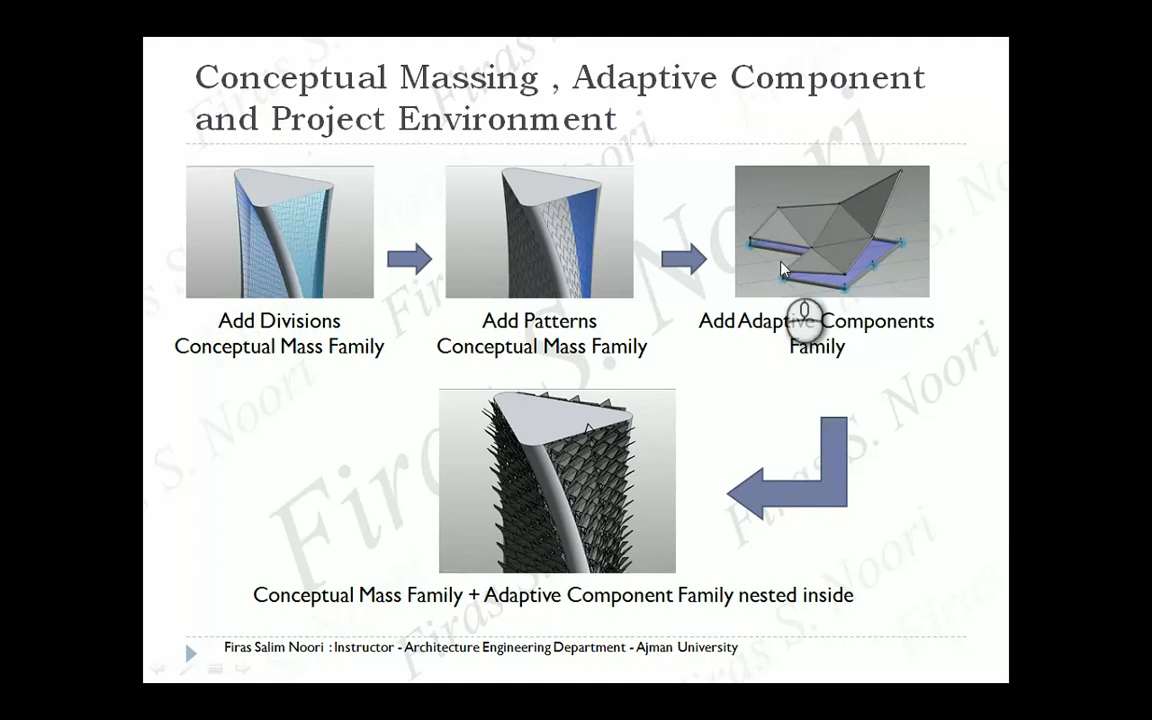 Conceptual Massing , Adaptive Component
and Project Environment
Add Divisions
Conceptual Mass Family
Add Patterns
Conceptual Mass Family
Add Adaptive Components
Family
Conceptual Mass Family + Adaptive Component Family nested inside
Firas Salim Noori : Instructor - Architecture Engineering Department - Ajman University
Firas S. Noori